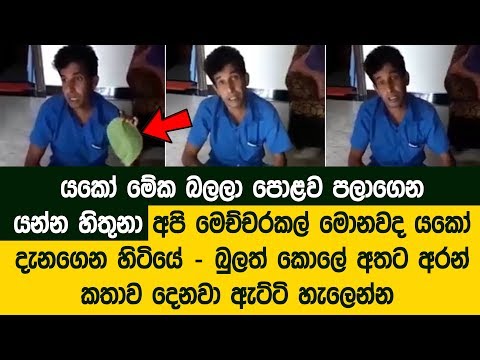 යකෝ මේක බලලා පොළව පලාගෙන
යන්න හිතුනා අපි මෙච්චරකල් මොනවද යකෝ
දැනගෙන හිටියේ - බුලත් කොලේ අතට අරන්
කතාව දෙනවා ඇට්ටි හැලෙන්න